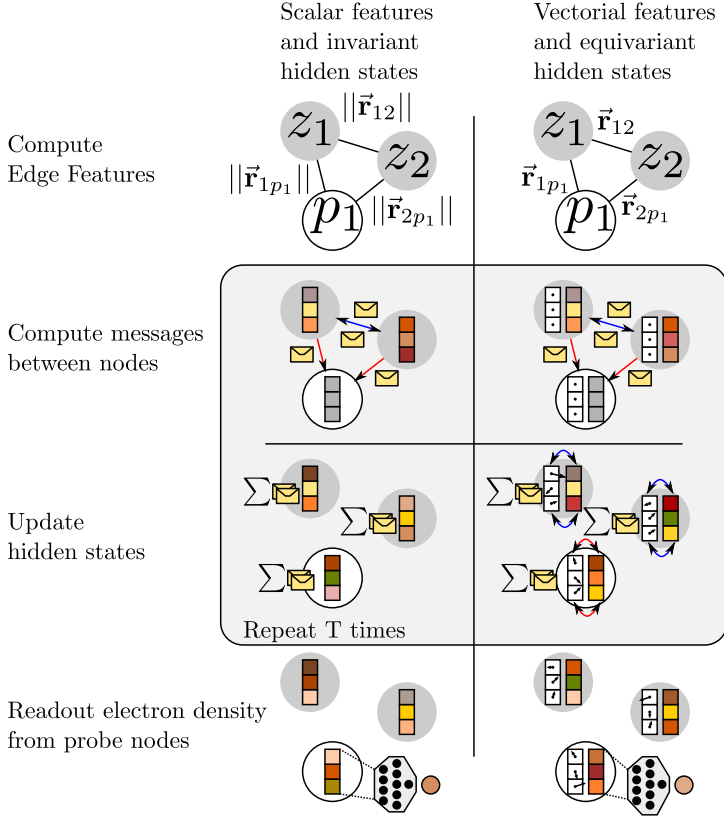 Scalar features
and invariant
hidden states
Vectorial features
and equivariant
hidden states
Compute
Edge Features
z₁
||r⃗₁₂||
z₂
||r⃗₁ₚ₁||
p₁
||r⃗₂ₚ₁||
z₁
r⃗₁₂
z₂
r⃗₁ₚ₁
p₁
r⃗₂ₚ₁
Compute messages
between nodes
Update
hidden states
∑
∑
∑
∑
∑
∑
Repeat T times
Readout electron density
from probe nodes